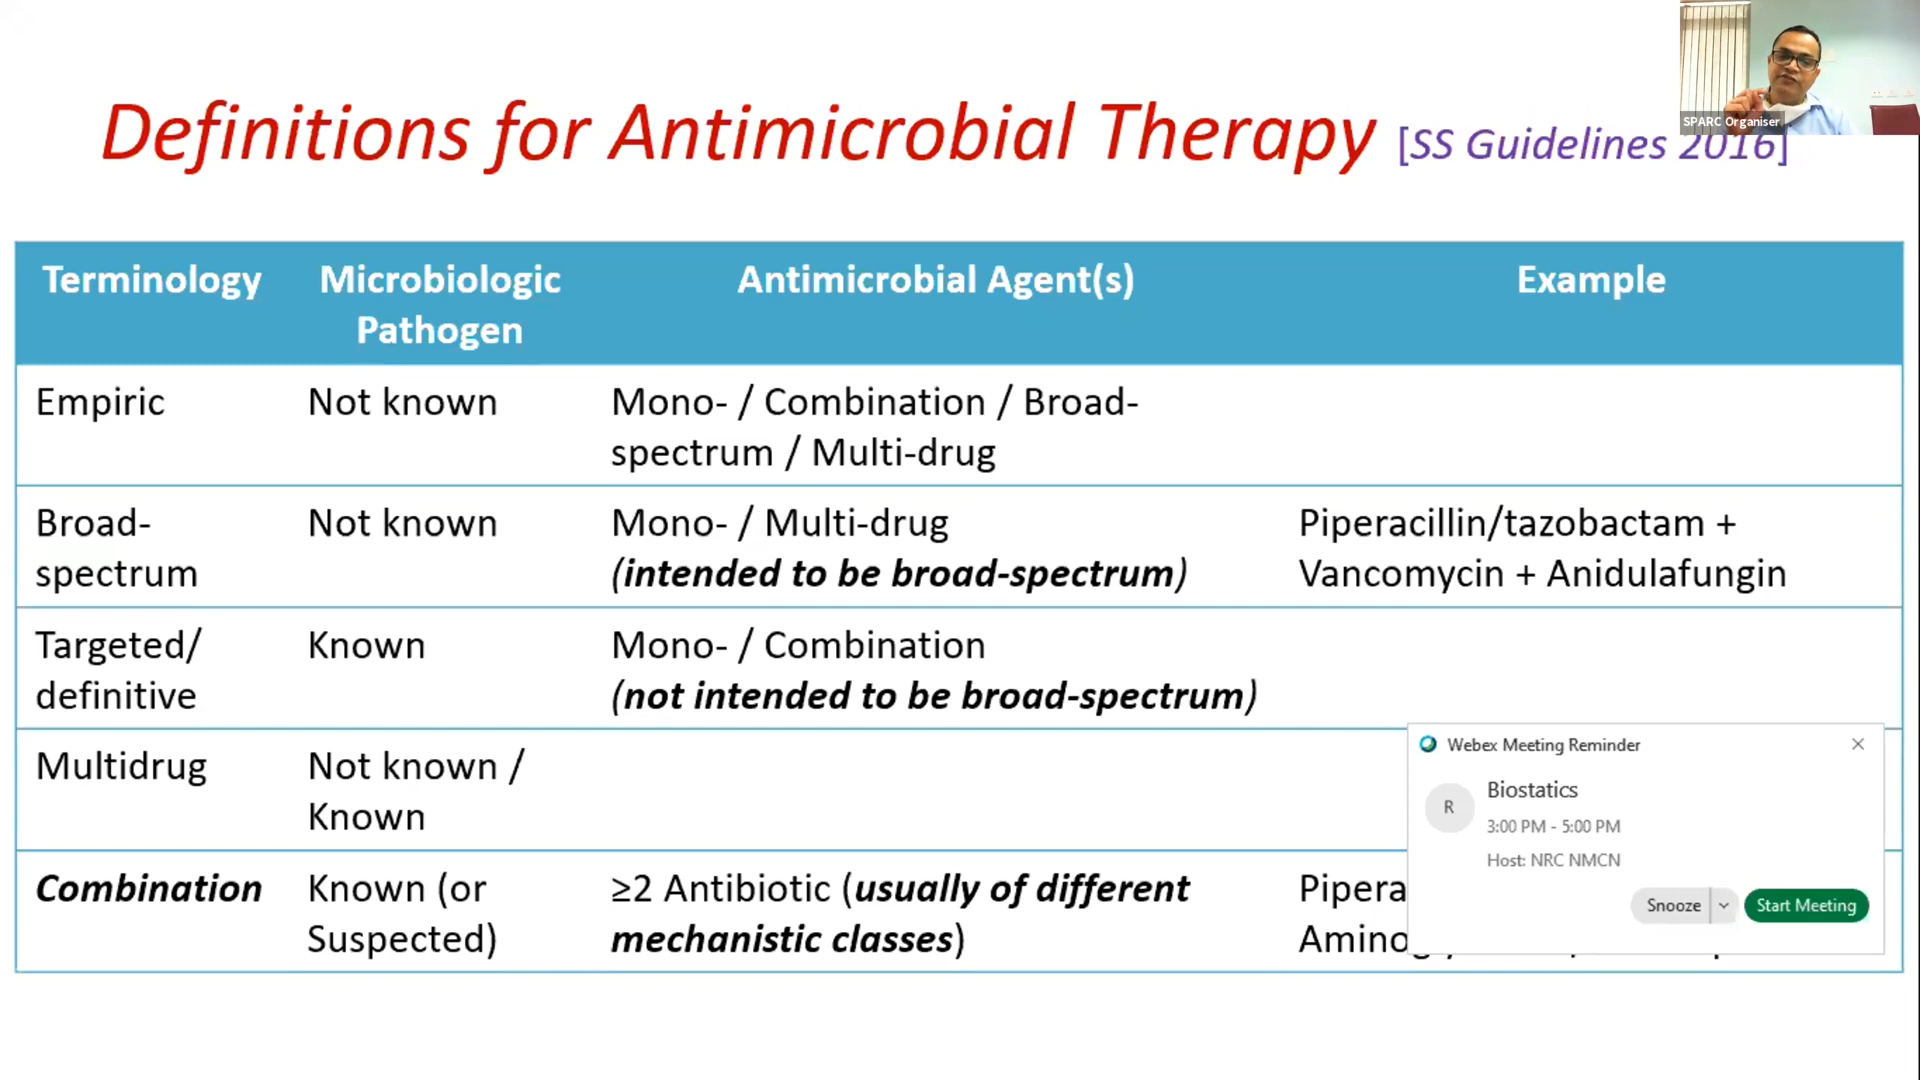 SPARC Organiser
Definitions for Antimicrobial Therapy [SS Guidelines 2016]
Terminology
Microbiologic
Pathogen
Antimicrobial Agent(s)
Example
Empiric
Not known
Mono- / Combination / Broad-
spectrum / Multi-drug
Broad-
spectrum
Not known
Mono- / Multi-drug
(intended to be broad-spectrum)
Piperacillin/tazobactam +
Vancomycin + Anidulafungin
Targeted/
definitive
Known
Mono- / Combination
(not intended to be broad-spectrum)
Multidrug
Not known /
Known
Combination
Known (or
Suspected)
≥2 Antibiotic (usually of different
mechanistic classes)
Webex Meeting Reminder
R
Biostatics
3:00 PM - 5:00 PM
Host: NRC NMCN
Snooze
Start Meeting